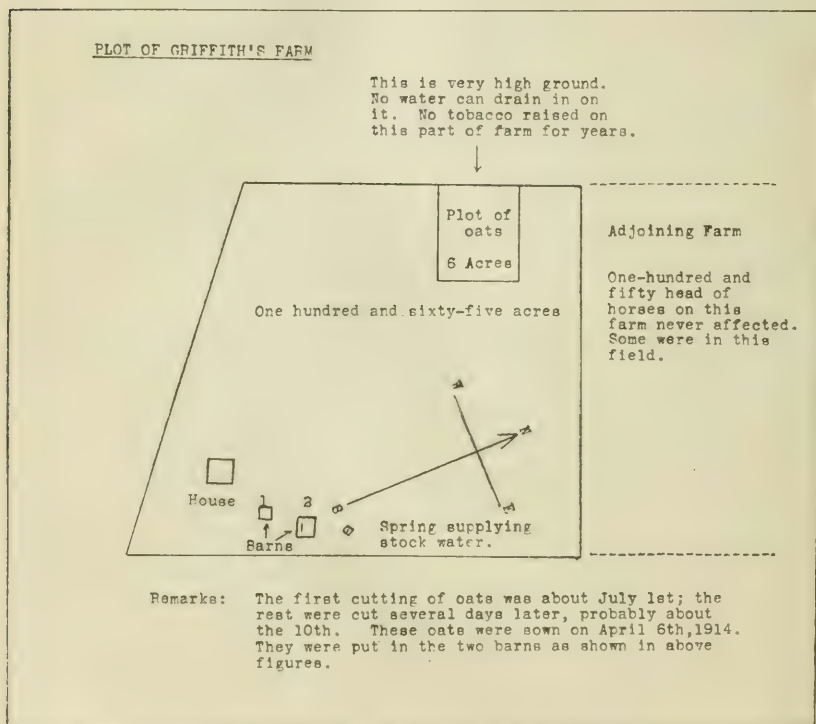 PLOT OF GRIFFITH'S FARM
This is very high ground.
No water can drain in on
it. No tobacco raised on
this part of farm for years.
Plot of
oats
6 Acres
Adjoining Farm
One-hundred and
fifty head of
horses on this
farm never affected.
Some were in this
field.
One hundred and sixty-five acres
W
N
House
1
2
S
E
Barns
Spring supplying
stock water.
Remarks: The first cutting of oats was about July 1st; the
rest were cut several days later, probably about
the 10th. These oats were sown on April 6th,1914.
They were put in the two barns as shown in above
figures.